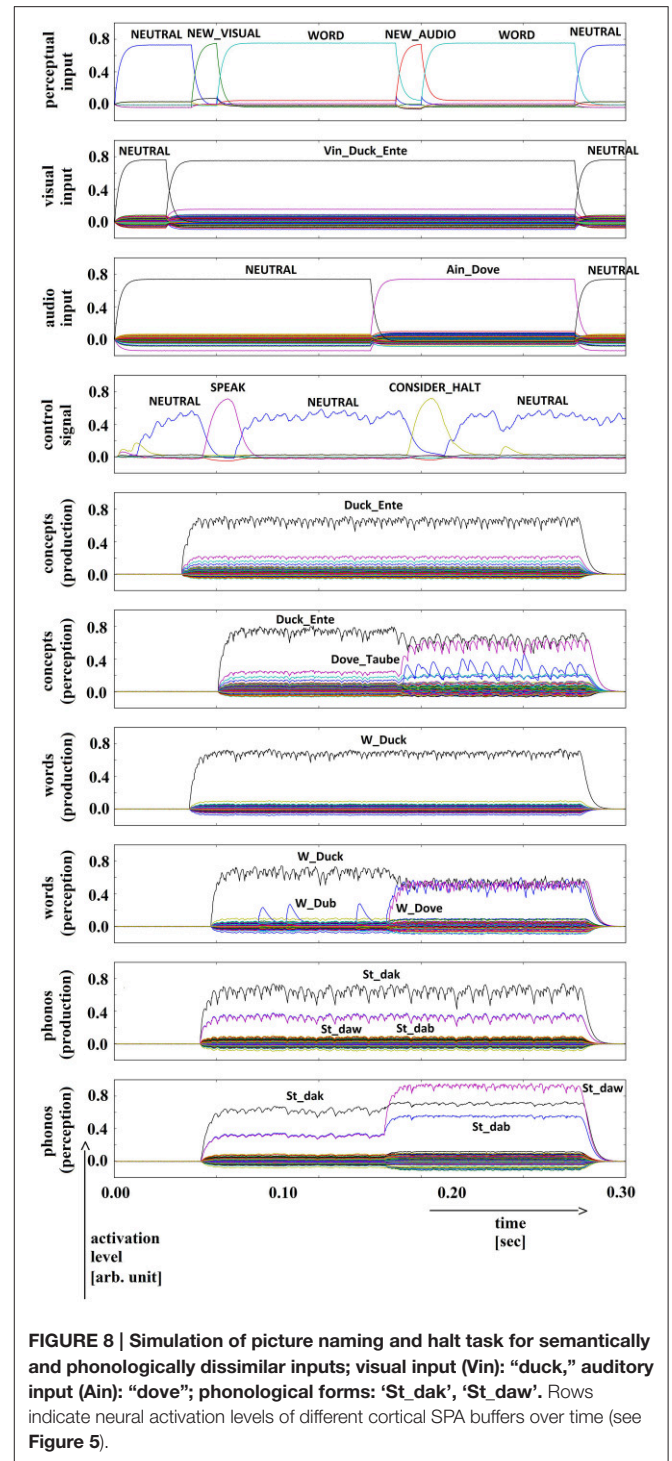 NEUTRAL NEW_VISUAL WORD NEW_AUDIO WORD NEUTRAL
perceptual
input
0.8
0.4
0.0
NEUTRAL Vin_Duck_Ente NEUTRAL
visual
input
0.8
0.4
0.0
NEUTRAL Ain_Dove NEUTRAL
audio
input
0.8
0.4
0.0
SPEAK CONSIDER_HALT
NEUTRAL NEUTRAL NEUTRAL
control
signal
0.8
0.4
0.0
Duck_Ente
concepts
(production)
0.8
0.4
0.0
Duck_Ente
Dove_Taube
concepts
(perception)
0.8
0.4
0.0
W_Duck
words
(production)
0.8
0.4
0.0
W_Duck
W_Dub W_Dove
words
(perception)
0.8
0.4
0.0
St_dak
St_daw St_dab
phonos
(production)
0.8
0.4
0.0
St_dak St_daw
St_dab
phonos
(perception)
0.8
0.4
0.0
0.00 0.10 0.20 0.30
activation
level
[arb. unit]
time
[sec]
FIGURE 8 | Simulation of picture naming and halt task for semantically
and phonologically dissimilar inputs; visual input (Vin): “duck,” auditory
input (Ain): “dove”; phonological forms: ‘St_dak’, ‘St_daw’. Rows
indicate neural activation levels of different cortical SPA buffers over time (see
Figure 5).